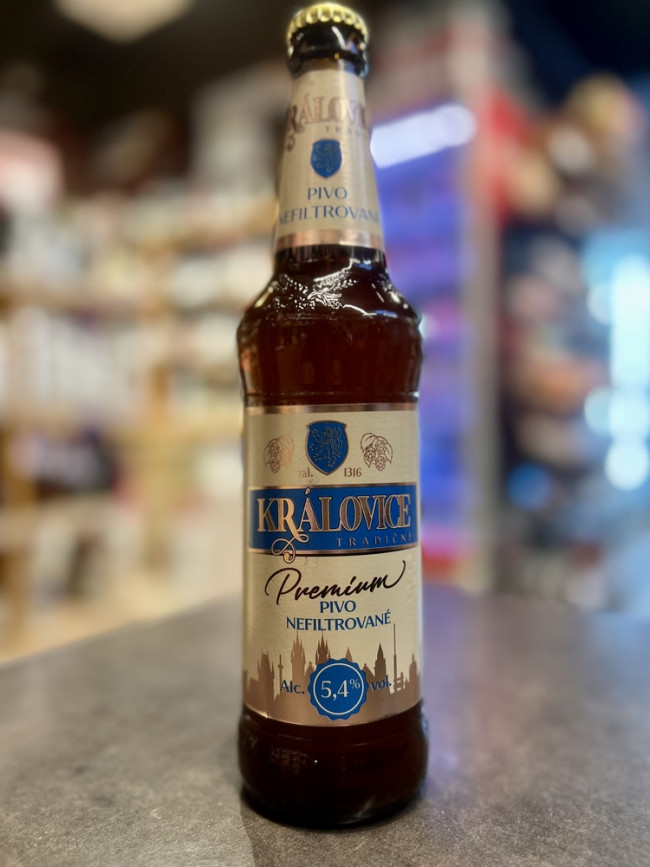 KRÁLOVICE
PIVO
NEFILTROVANÉ
zal. 1316
KRÁLOVICE
TRADIČNÍ
Premium
PIVO
NEFILTROVANÉ
Alc. 5,4% vol.